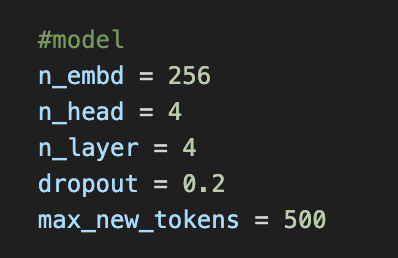 #model
n_embd = 256
n_head = 4
n_layer = 4
dropout = 0.2
max_new_tokens = 500